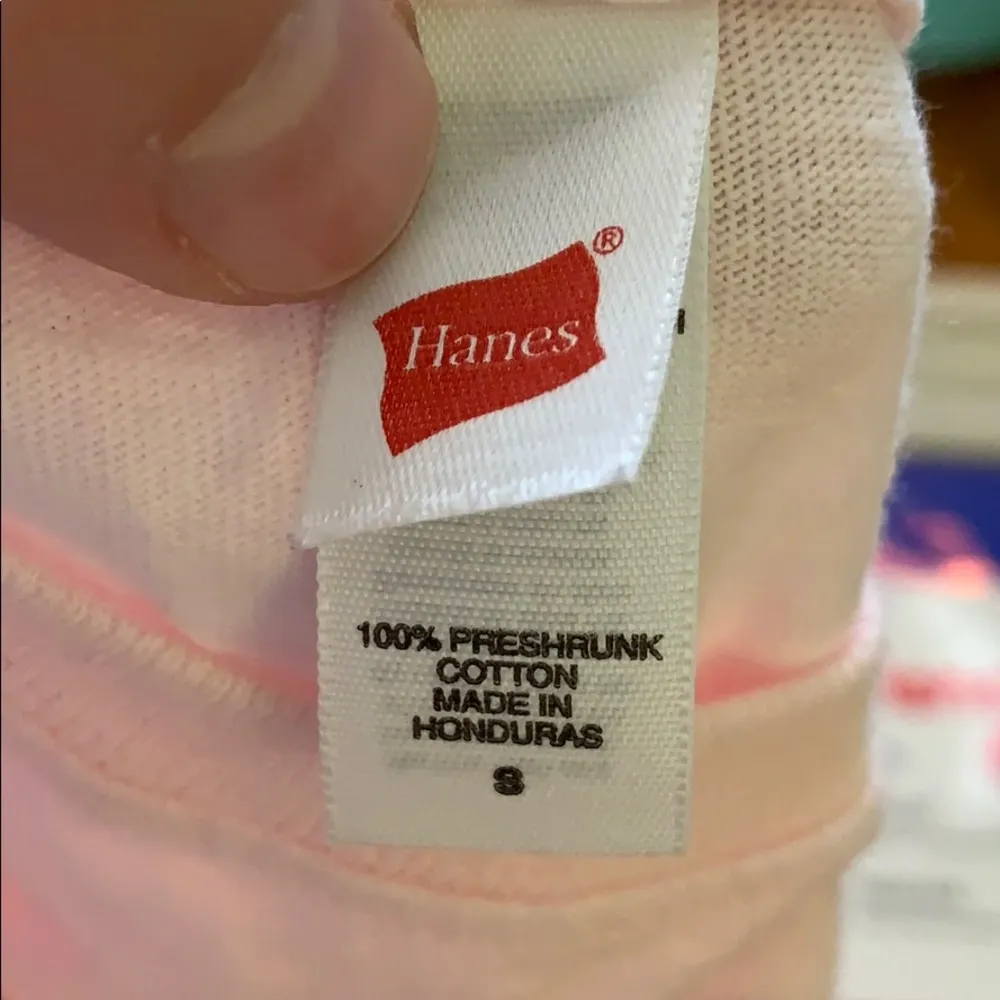 Hanes®
100% PRESHRUNK
COTTON
MADE IN
HONDURAS
S